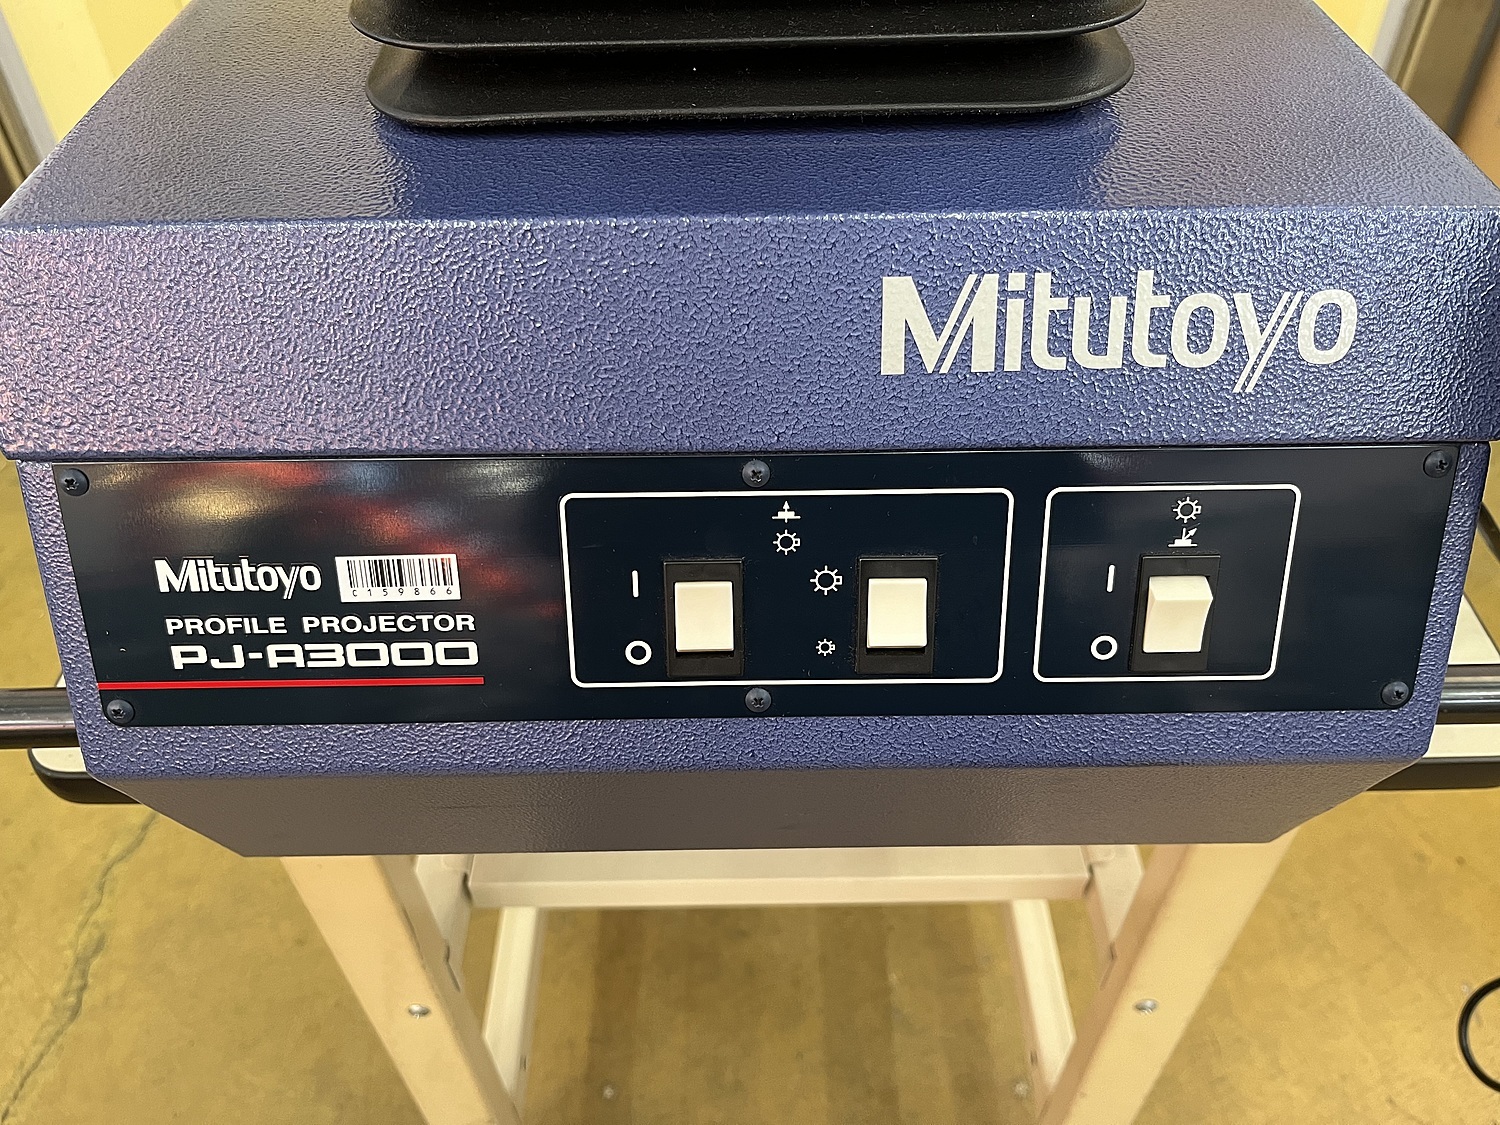 Mitutoyo
Mitutoyo
C159866
PROFILE PROJECTOR
PJ-A3000